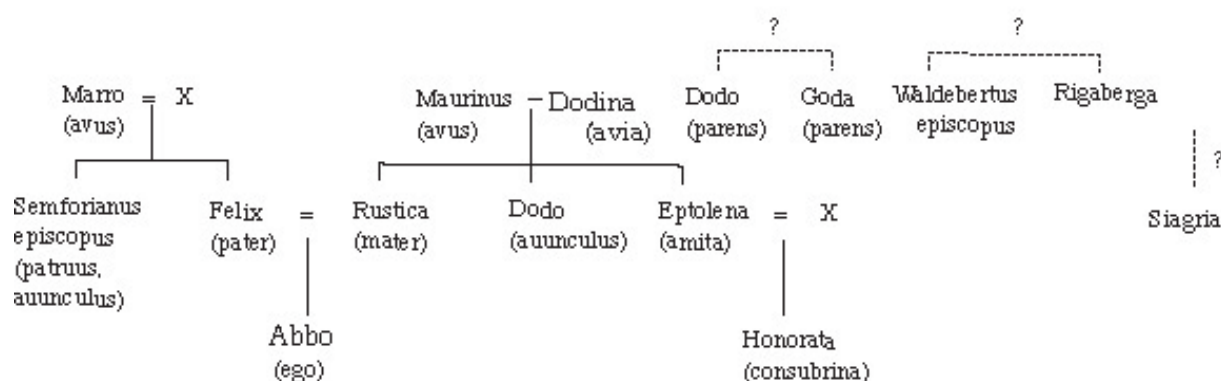 ?
?
Marro = X
(avus)
Maurinus – Dodina
(avus) (avia)
Dodo
(parens)
Goda
(parens)
Waldebertus
episcopus
Rigaberga
?
Semforianus
episcopus
(patruus,
auunculus)
Felix =
(pater)
Rustica
(mater)
Dodo
(auunculus)
Eptolena = X
(amita)
Siagria
Abbo
(ego)
Honorata
(consubrina)